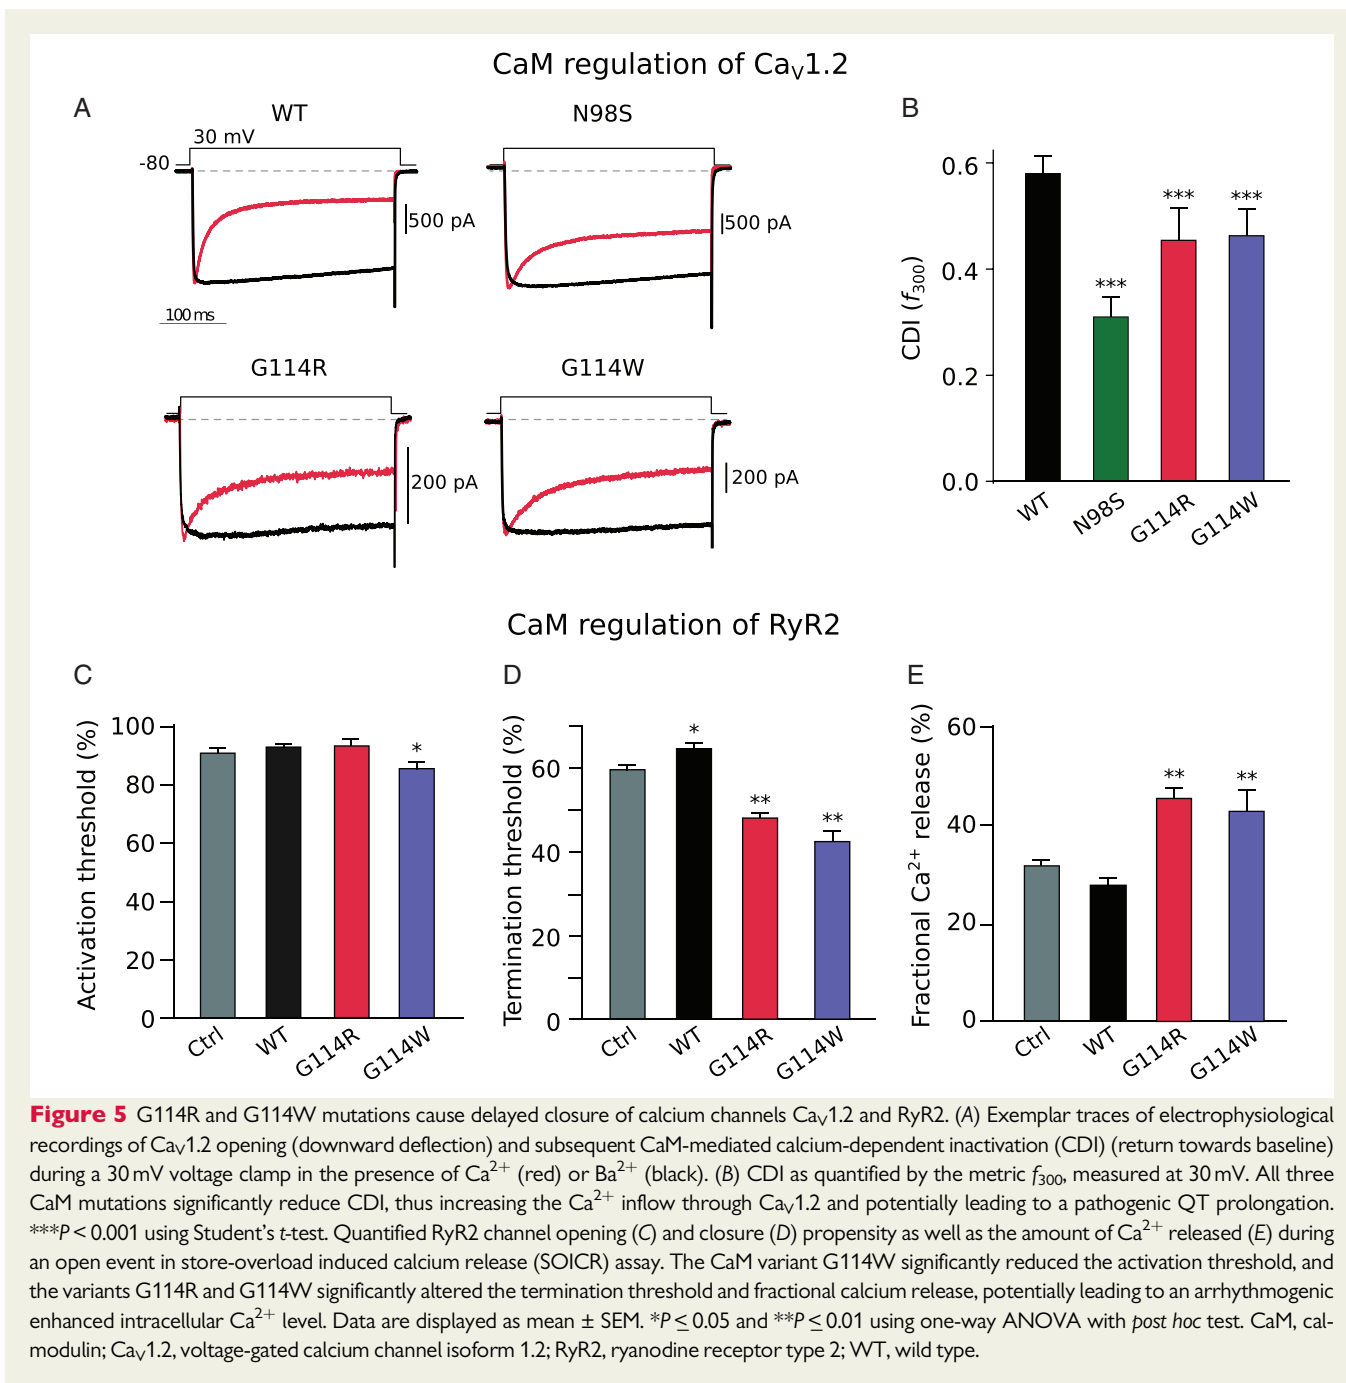 CaM regulation of CaV1.2
A
WT
30 mV
-80
500 pA
100 ms
N98S
500 pA
G114R
200 pA
G114W
200 pA
B
CDI (f300)
0.6
0.4
0.2
0.0
***
***
***
WT
N98S
G114R
G114W
CaM regulation of RyR2
C
Activation threshold (%)
100
80
60
40
20
0
*
Ctrl
WT
G114R
G114W
D
Termination threshold (%)
60
40
20
0
*
**
**
Ctrl
WT
G114R
G114W
E
Fractional Ca2+ release (%)
60
40
20
0
**
**
Ctrl
WT
G114R
G114W
Figure 5 G114R and G114W mutations cause delayed closure of calcium channels CaV1.2 and RyR2. (A) Exemplar traces of electrophysiological
recordings of CaV1.2 opening (downward deflection) and subsequent CaM-mediated calcium-dependent inactivation (CDI) (return towards baseline)
during a 30 mV voltage clamp in the presence of Ca2+ (red) or Ba2+ (black). (B) CDI as quantified by the metric f300, measured at 30 mV. All three
CaM mutations significantly reduce CDI, thus increasing the Ca2+ inflow through CaV1.2 and potentially leading to a pathogenic QT prolongation.
***P < 0.001 using Student's t-test. Quantified RyR2 channel opening (C) and closure (D) propensity as well as the amount of Ca2+ released (E) during
an open event in store-overload induced calcium release (SOICR) assay. The CaM variant G114W significantly reduced the activation threshold, and
the variants G114R and G114W significantly altered the termination threshold and fractional calcium release, potentially leading to an arrhythmogenic
enhanced intracellular Ca2+ level. Data are displayed as mean ± SEM. *P ≤ 0.05 and **P ≤ 0.01 using one-way ANOVA with post hoc test. CaM, cal-
modulin; CaV1.2, voltage-gated calcium channel isoform 1.2; RyR2, ryanodine receptor type 2; WT, wild type.